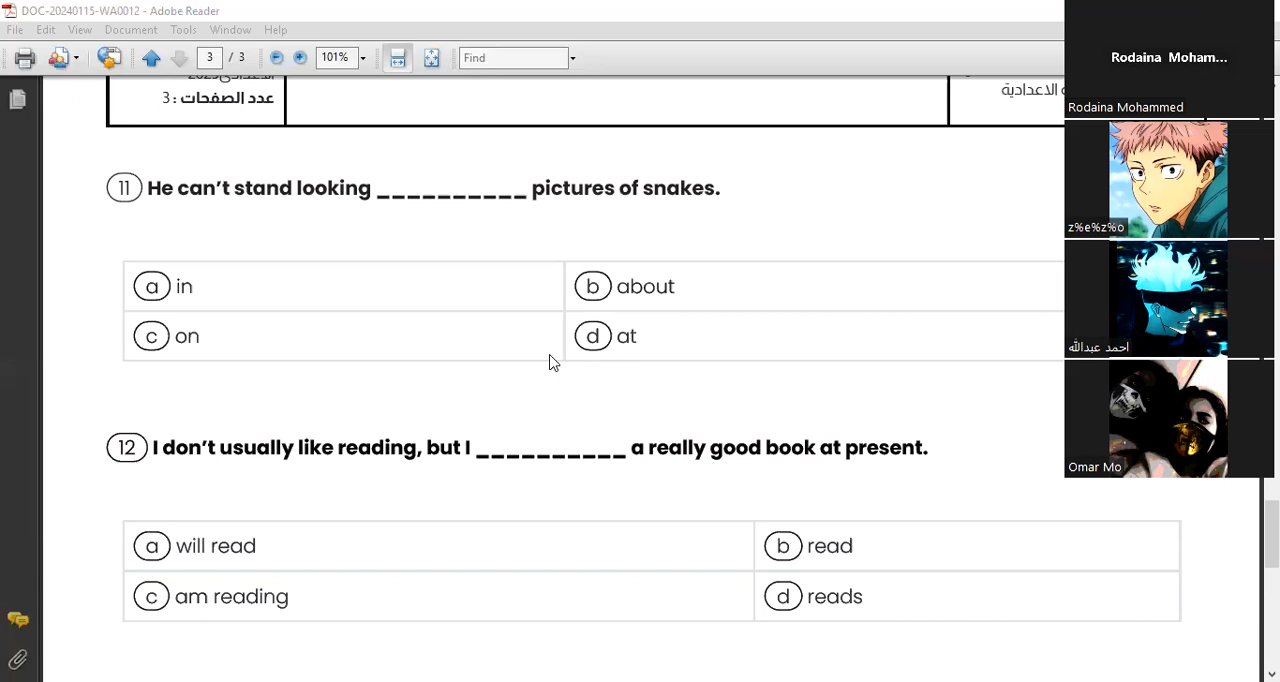 DOC-20240115-WA0012 - Adobe Reader
File Edit View Document Tools Window Help
3 / 3 101% Find
عدد الصفحات : 3
ه الاعدادية
11 He can't stand looking __________ pictures of snakes.
a in
b about
c on
d at
12 I don't usually like reading, but I __________ a really good book at present.
a will read
b read
c am reading
d reads
Rodaina Moham...
Rodaina Mohammed
z%e%z%o
احمد عبدالله
Omar Mo